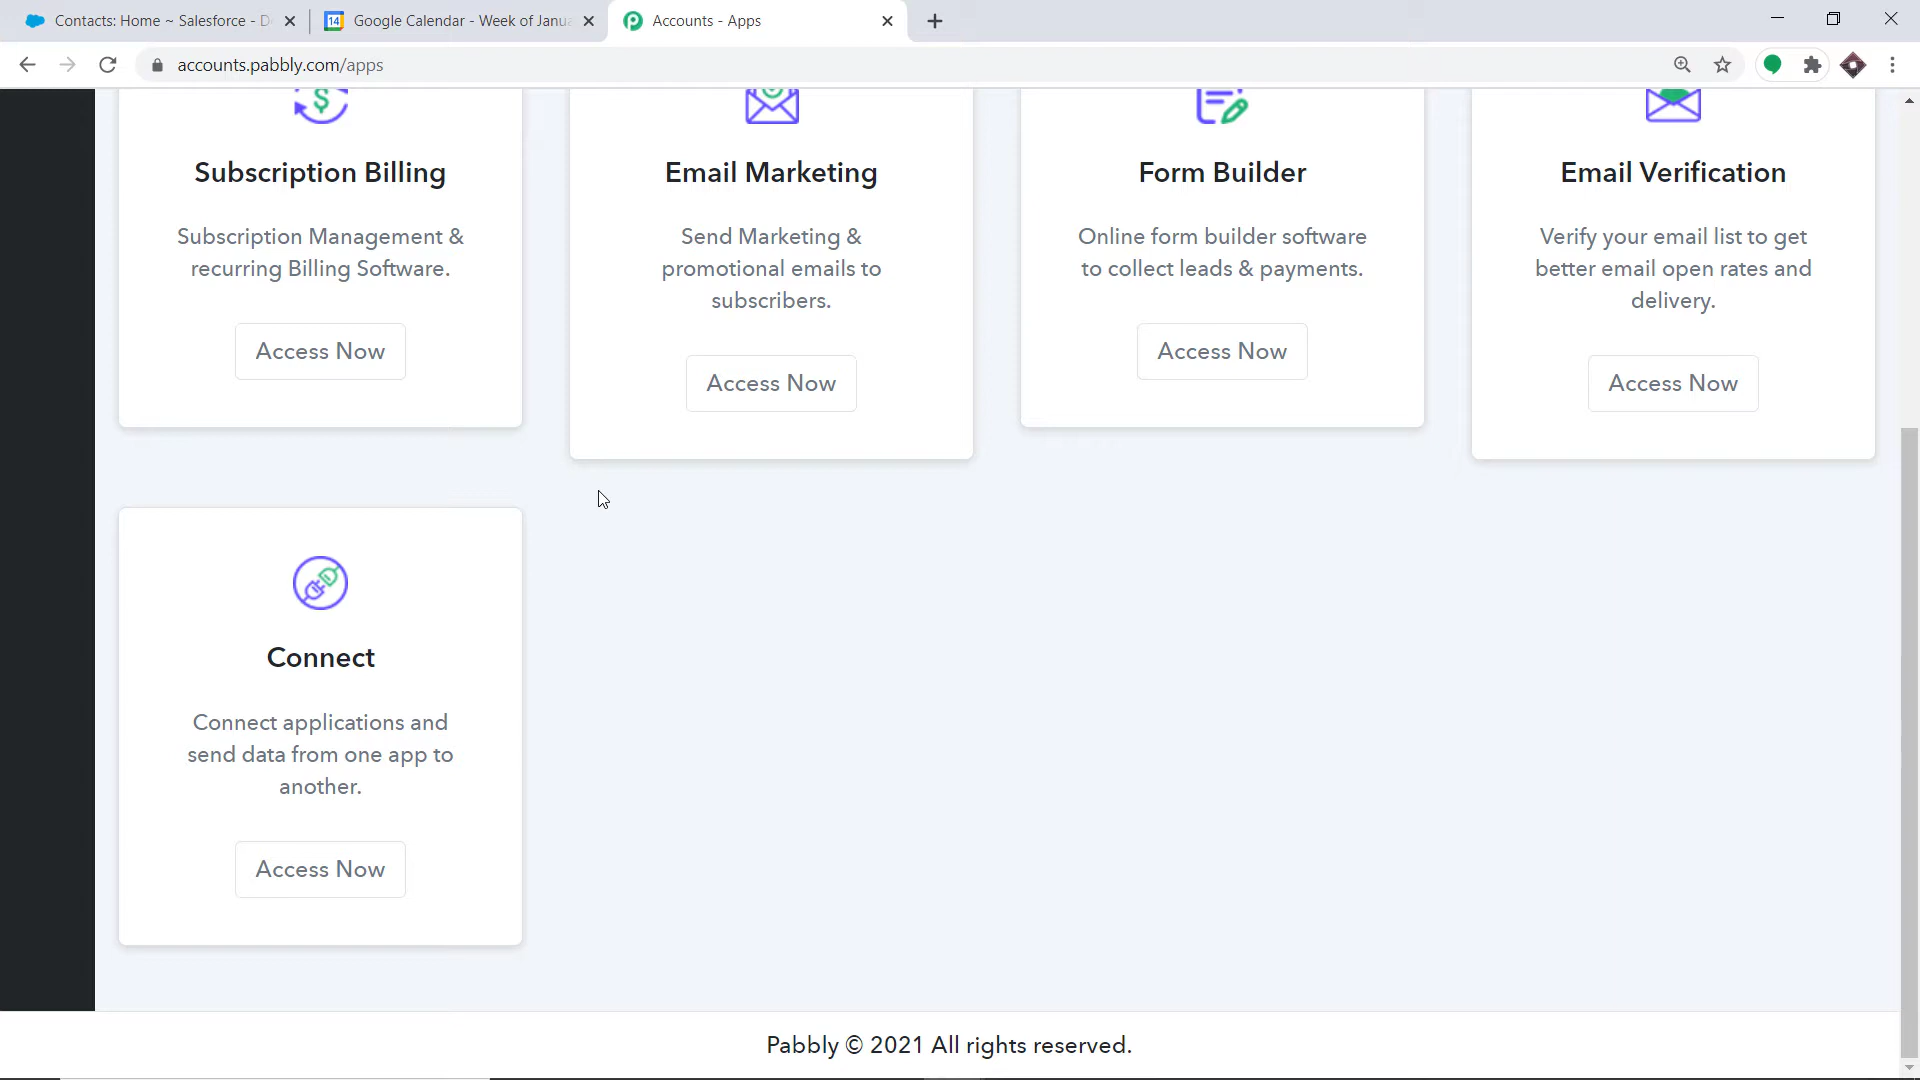 Contacts: Home ~ Salesforce - D
Google Calendar - Week of Janua
Accounts - Apps
accounts.pabbly.com/apps
Subscription Billing
Subscription Management &
recurring Billing Software.
Access Now
Email Marketing
Send Marketing &
promotional emails to
subscribers.
Access Now
Form Builder
Online form builder software
to collect leads & payments.
Access Now
Email Verification
Verify your email list to get
better email open rates and
delivery.
Access Now
Connect
Connect applications and
send data from one app to
another.
Access Now
Pabbly © 2021 All rights reserved.